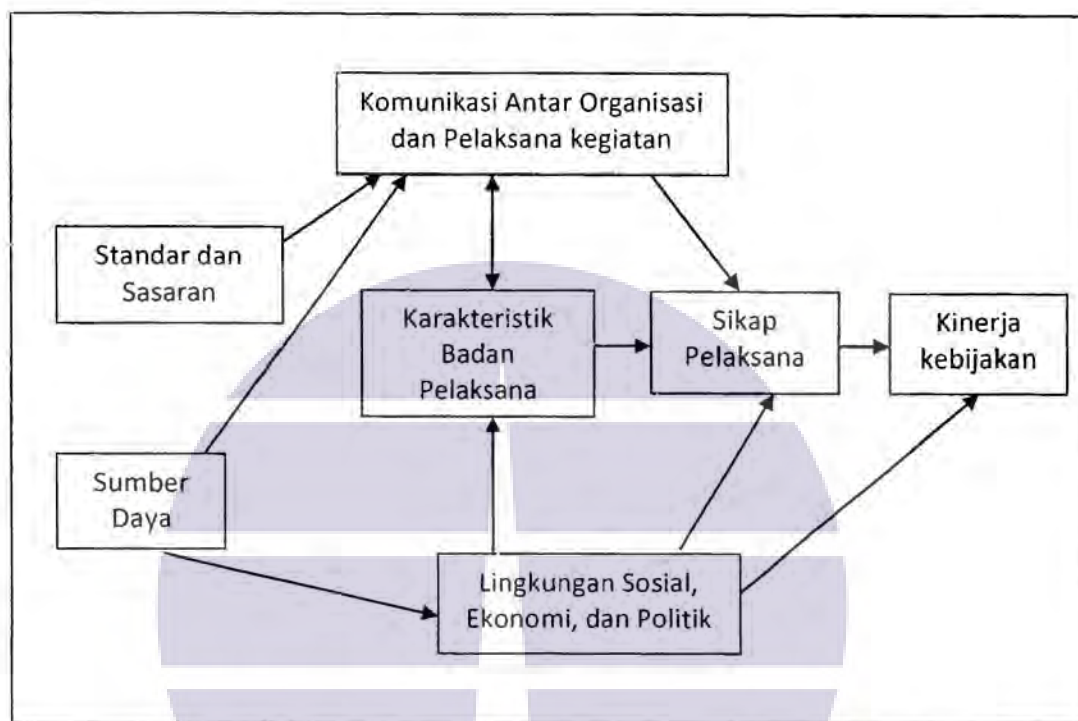 Komunikasi Antar Organisasi
dan Pelaksana kegiatan
Standar dan
Sasaran
Karakteristik
Badan
Pelaksana
Sikap
Pelaksana
Kinerja
kebijakan
Sumber
Daya
Lingkungan Sosial,
Ekonomi, dan Politik